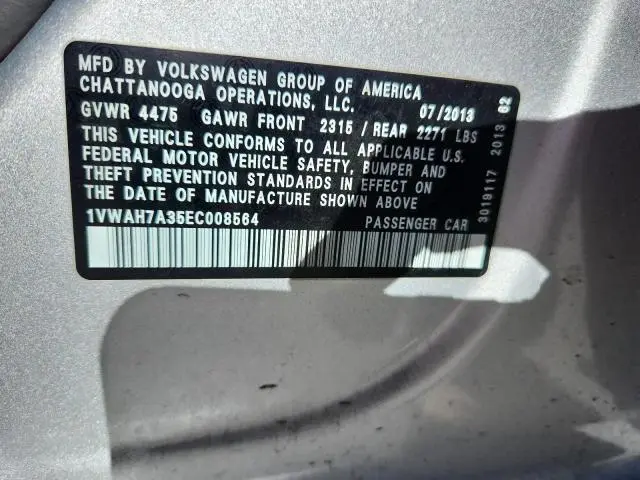 MFD BY VOLKSWAGEN GROUP OF AMERICA
CHATTANOOGA OPERATIONS, LLC. 07/2013
GVWR 4475 GAWR FRONT 2315 / REAR 2271 LBS
THIS VEHICLE CONFORMS TO ALL APPLICABLE U.S.
FEDERAL MOTOR VEHICLE SAFETY, BUMPER AND
THEFT PREVENTION STANDARDS IN EFFECT ON
THE DATE OF MANUFACTURE SHOWN ABOVE
1VWAH7A35EC008564 PASSENGER CAR
3019117 2013 82